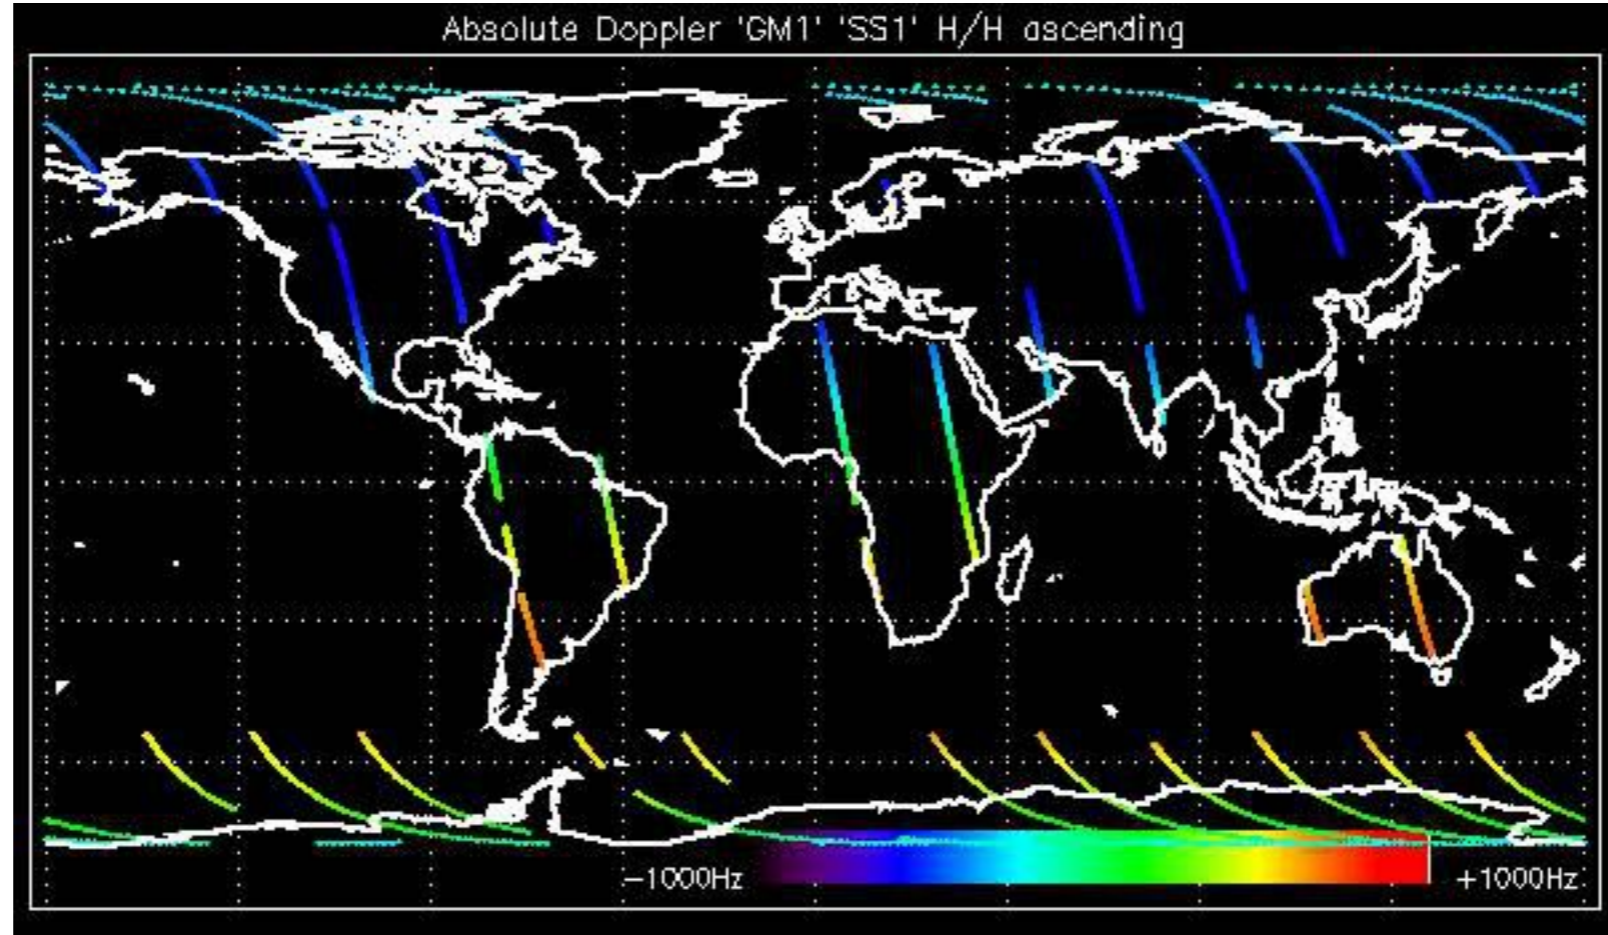 Absolute Doppler 'GM1' 'SS1' H/H ascending
-1000Hz +1000Hz